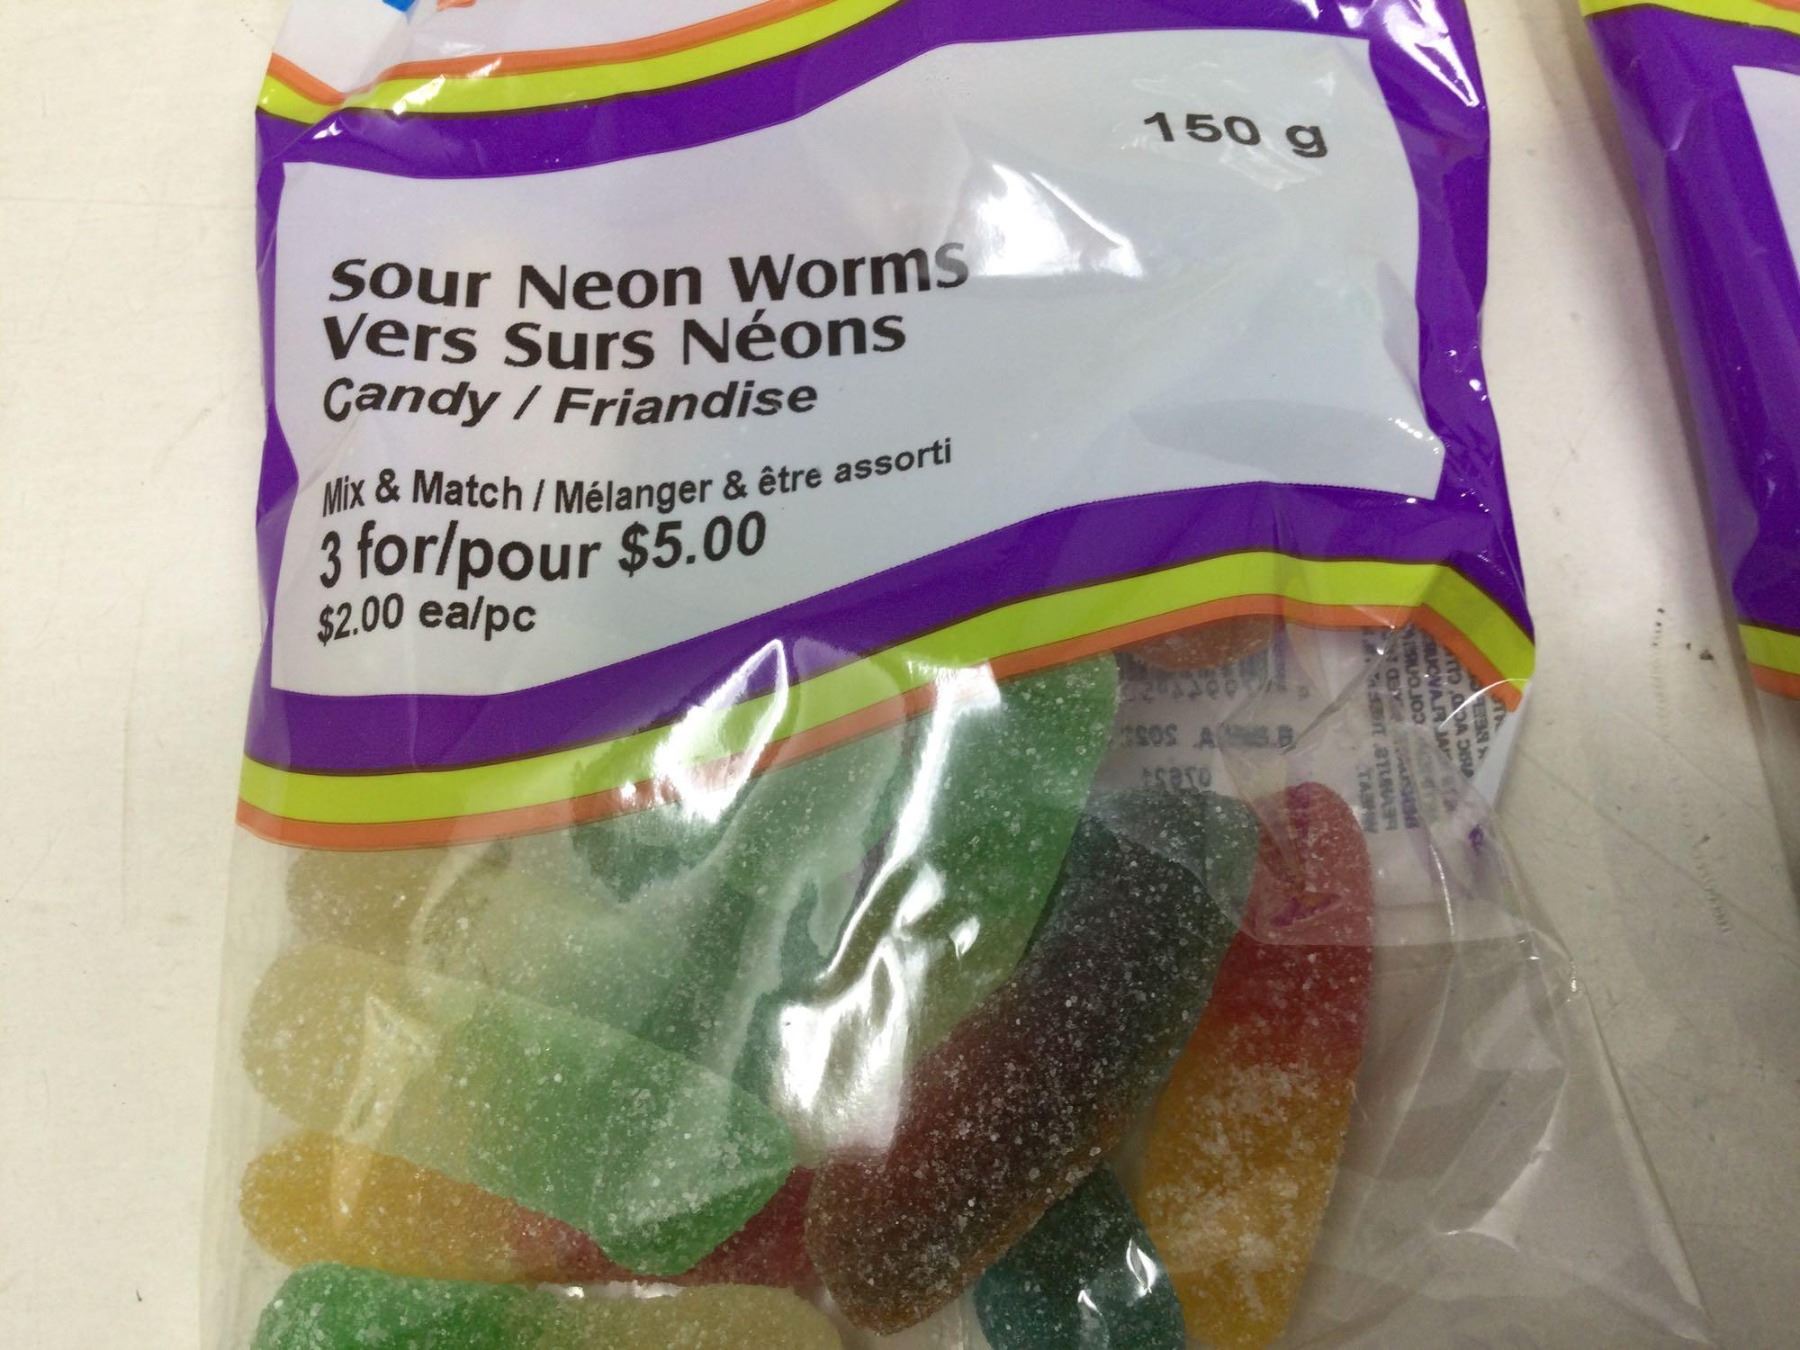 150 g
Sour Neon Worms
Vers Surs Néons
Candy / Friandise
Mix & Match / Mélanger & être assorti
3 for/pour $5.00
$2.00 ea/pc